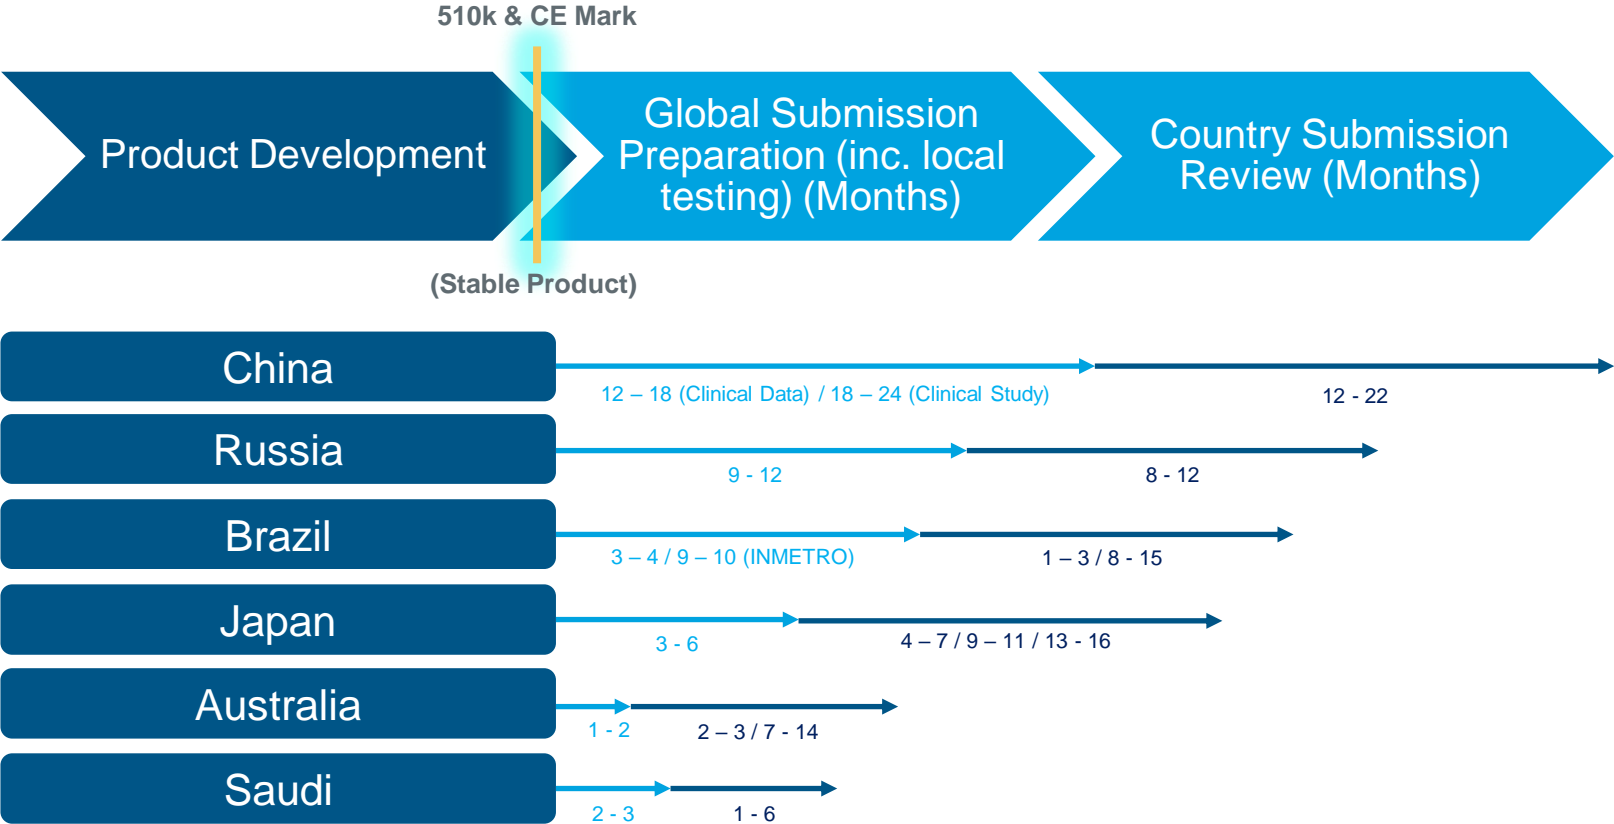 510k & CE Mark
Product Development
Global Submission
Preparation (inc. local
testing) (Months)
Country Submission
Review (Months)
(Stable Product)
China
12 – 18 (Clinical Data) / 18 – 24 (Clinical Study)
12 - 22
Russia
9 - 12
8 - 12
Brazil
3 – 4 / 9 – 10 (INMETRO)
1 – 3 / 8 - 15
Japan
3 - 6
4 – 7 / 9 – 11 / 13 - 16
Australia
1 - 2
2 – 3 / 7 - 14
Saudi
2 - 3
1 - 6